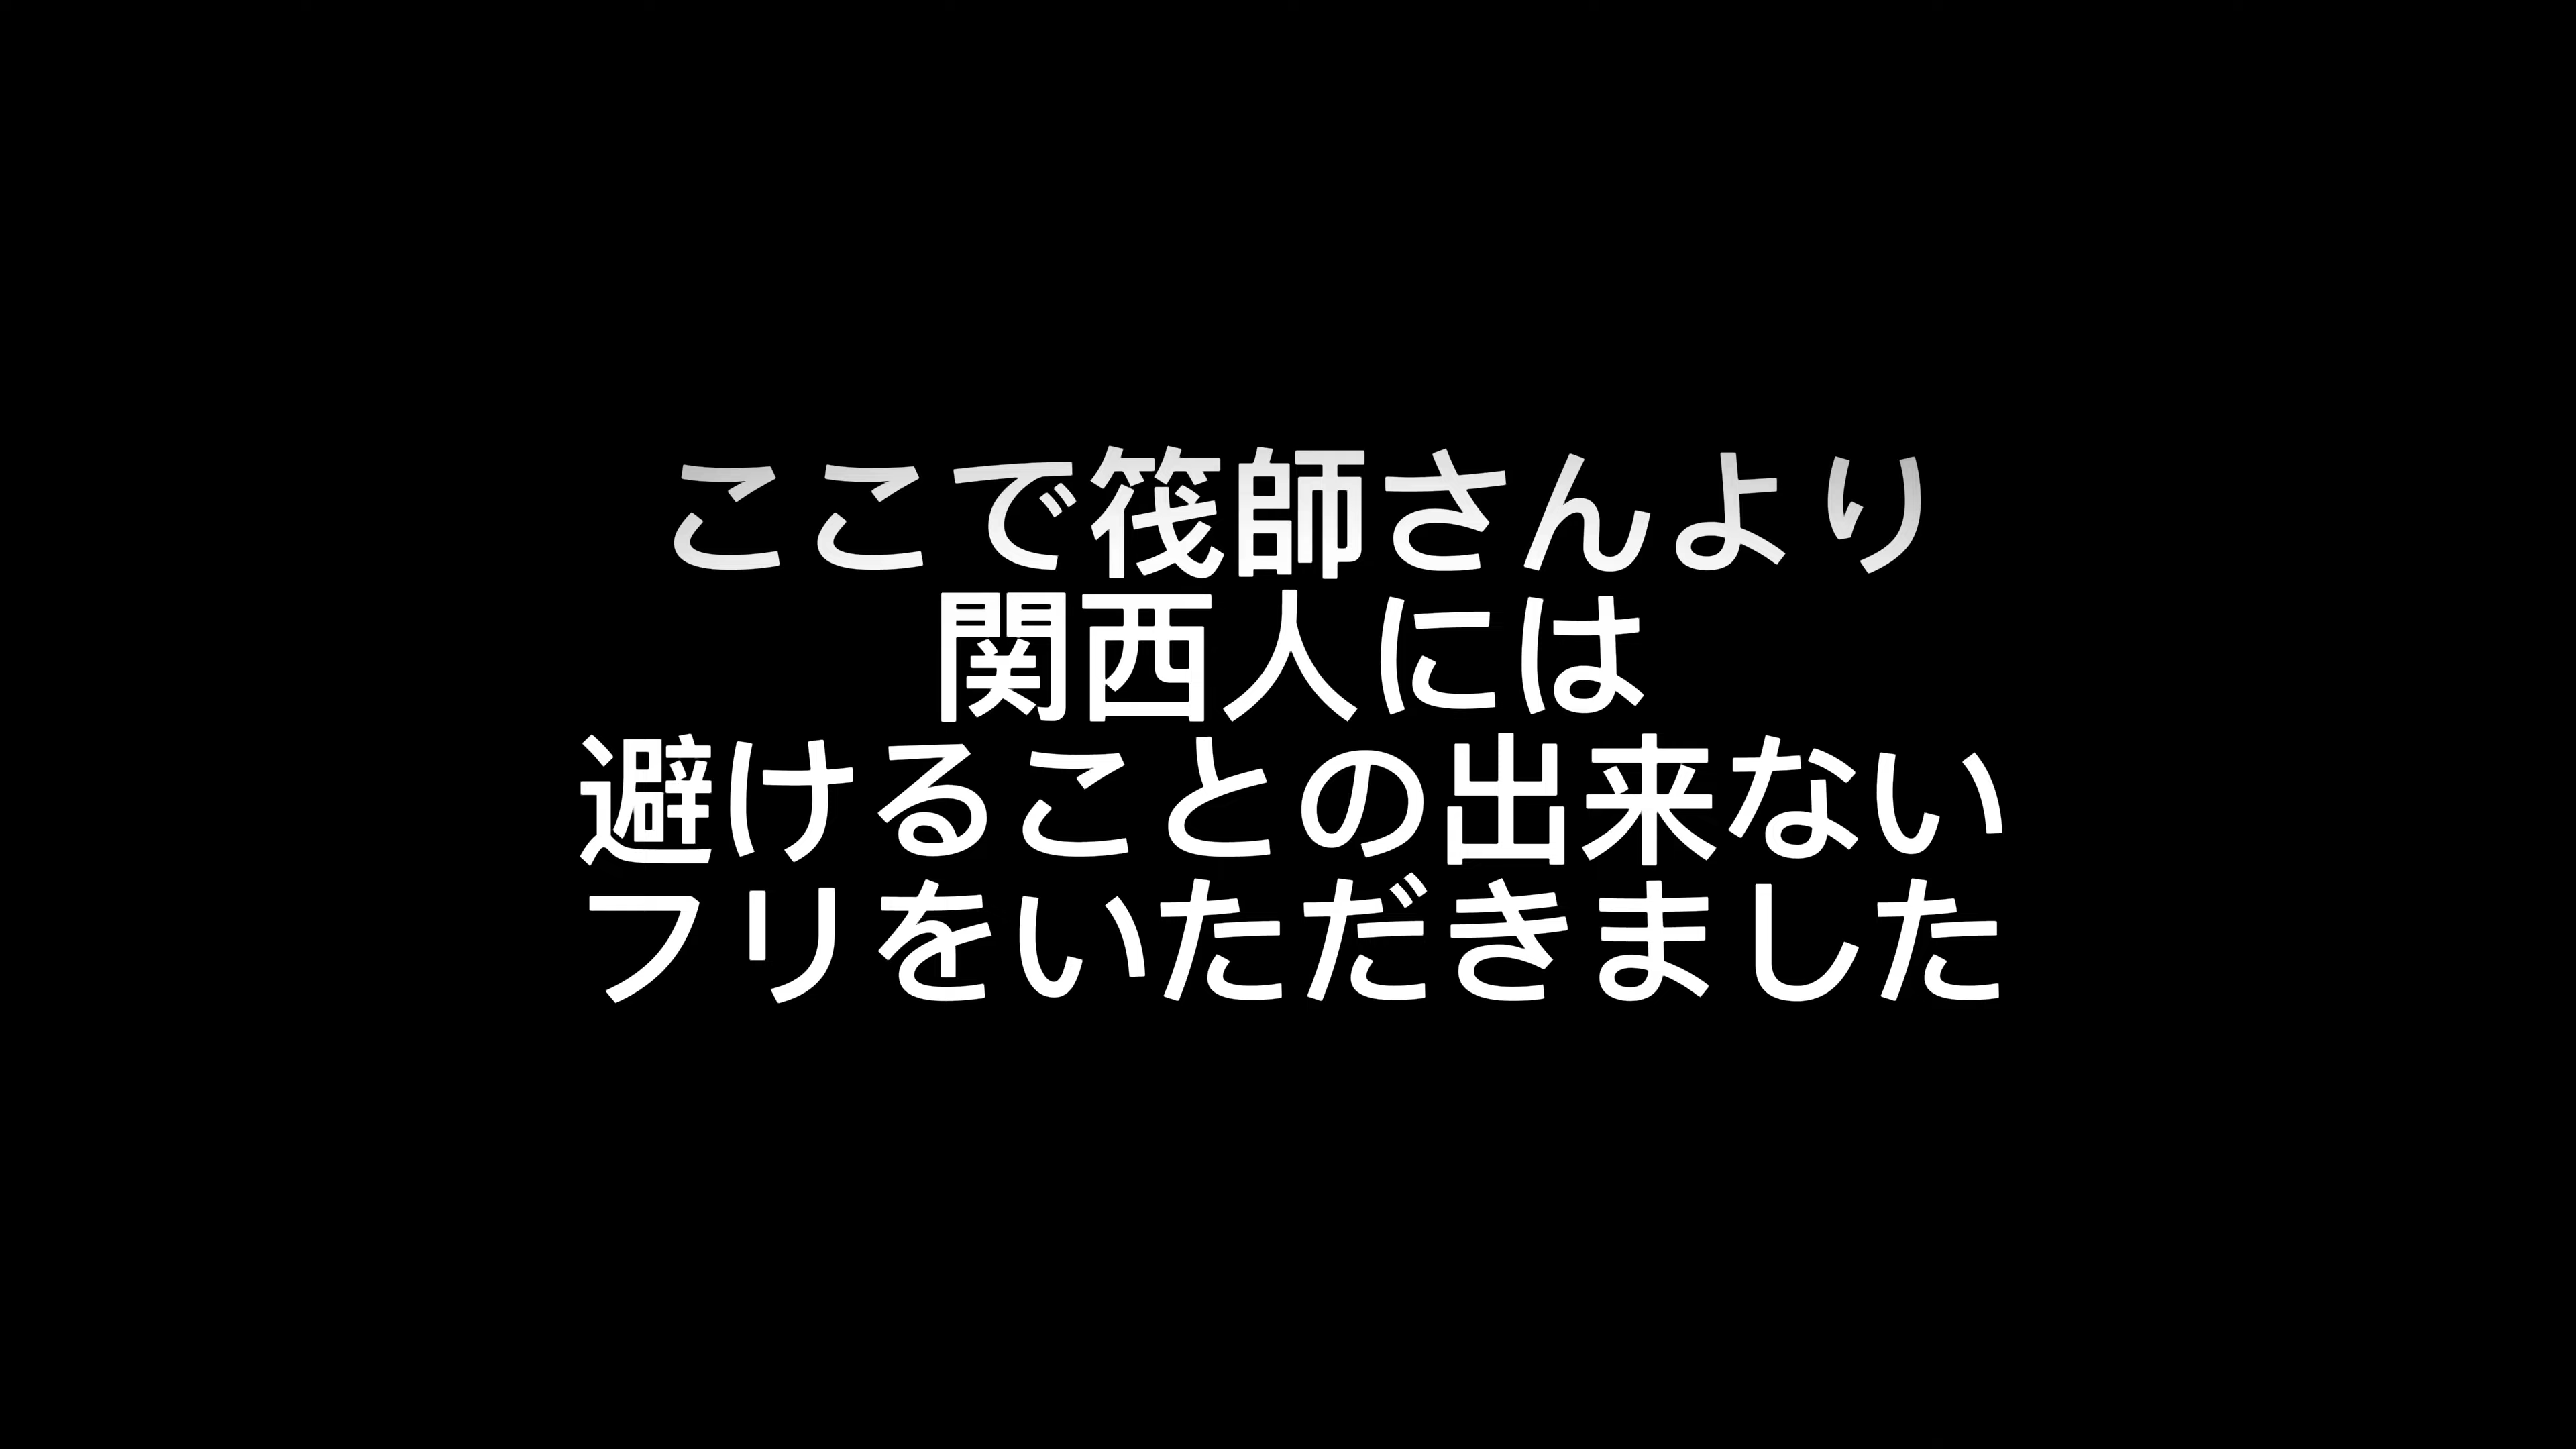 ここで筏師さんより
関西人には
避けることの出来ない
フリをいただきました